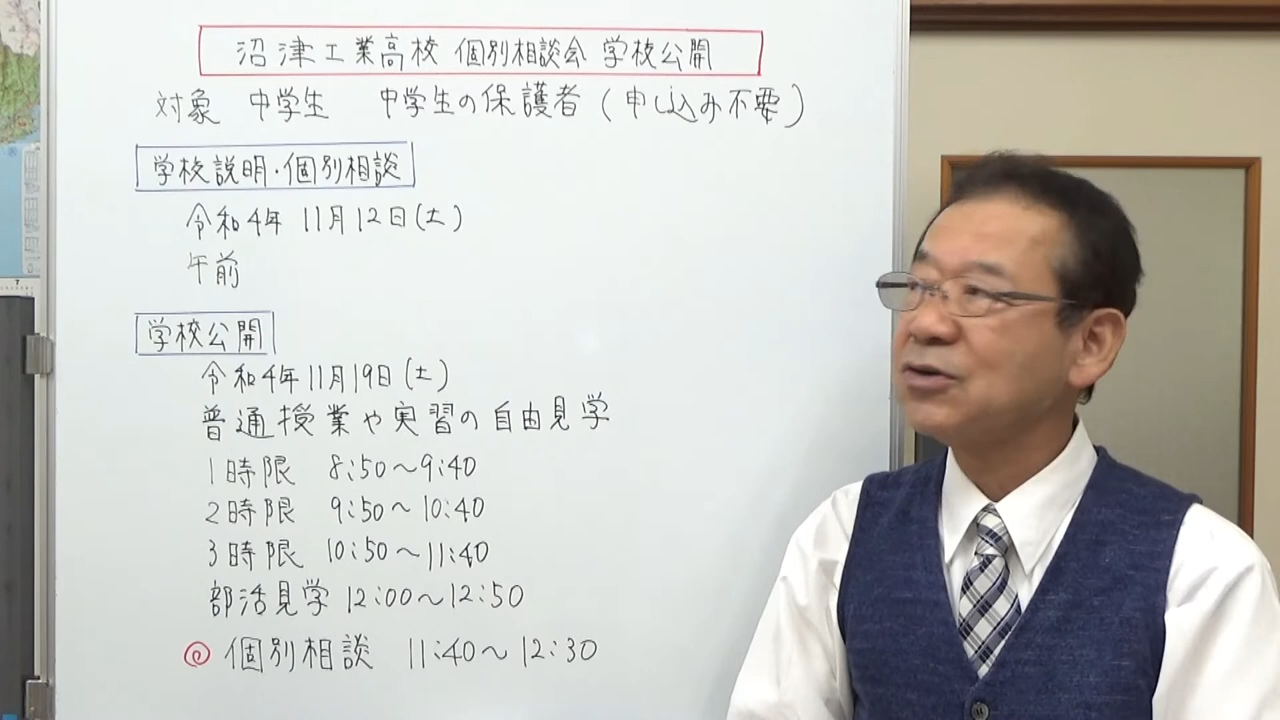 沼津工業高校 個別相談会 学校公開
対象 中学生 中学生の保護者(申し込み不要)
学校説明・個別相談
令和4年 11月12日(土)
午前
学校公開
令和4年11月19日(土)
普通授業や実習の自由見学
1時限 8:50〜9:40
2時限 9:50〜10:40
3時限 10:50〜11:40
部活見学 12:00〜12:50
◎ 個別相談 11:40〜12:30